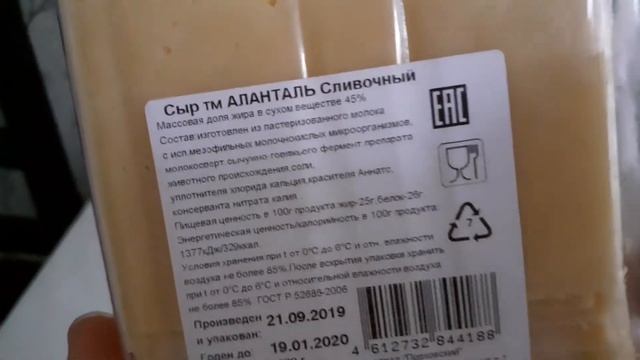 Сыр тм АЛАНТАЛЬ Сливочный
Массовая доля жира в сухом веществе 45%
Состав:изготовлен из пастеризованного молока
с исп.мезофильных молочнокислых микроорганизмов,
молокосверт.сычужно говяжьего фермент препарата
животного происхождения,соли,
уплотнителя хлорида кальция,красителя Аннато,
консерванта нитрата калия.
Пищевая ценность в 100г продукта жир-25г,белок-26г
Энергетическая ценность/калорийность в 100г продукта
1377кДж/329ккал.
Условия хранения при t от 0°С до 6°С и отн. влажности
воздуха не более 85%.После вскрытия упаковки хранить
при t от 0°С до 6°С и относительной влажности воздуха
не более 85% ГОСТ Р 52686-2006
Произведен
и упакован: 21.09.2019
Годен до 19.01.2020
4 612732 844188
EAC
7